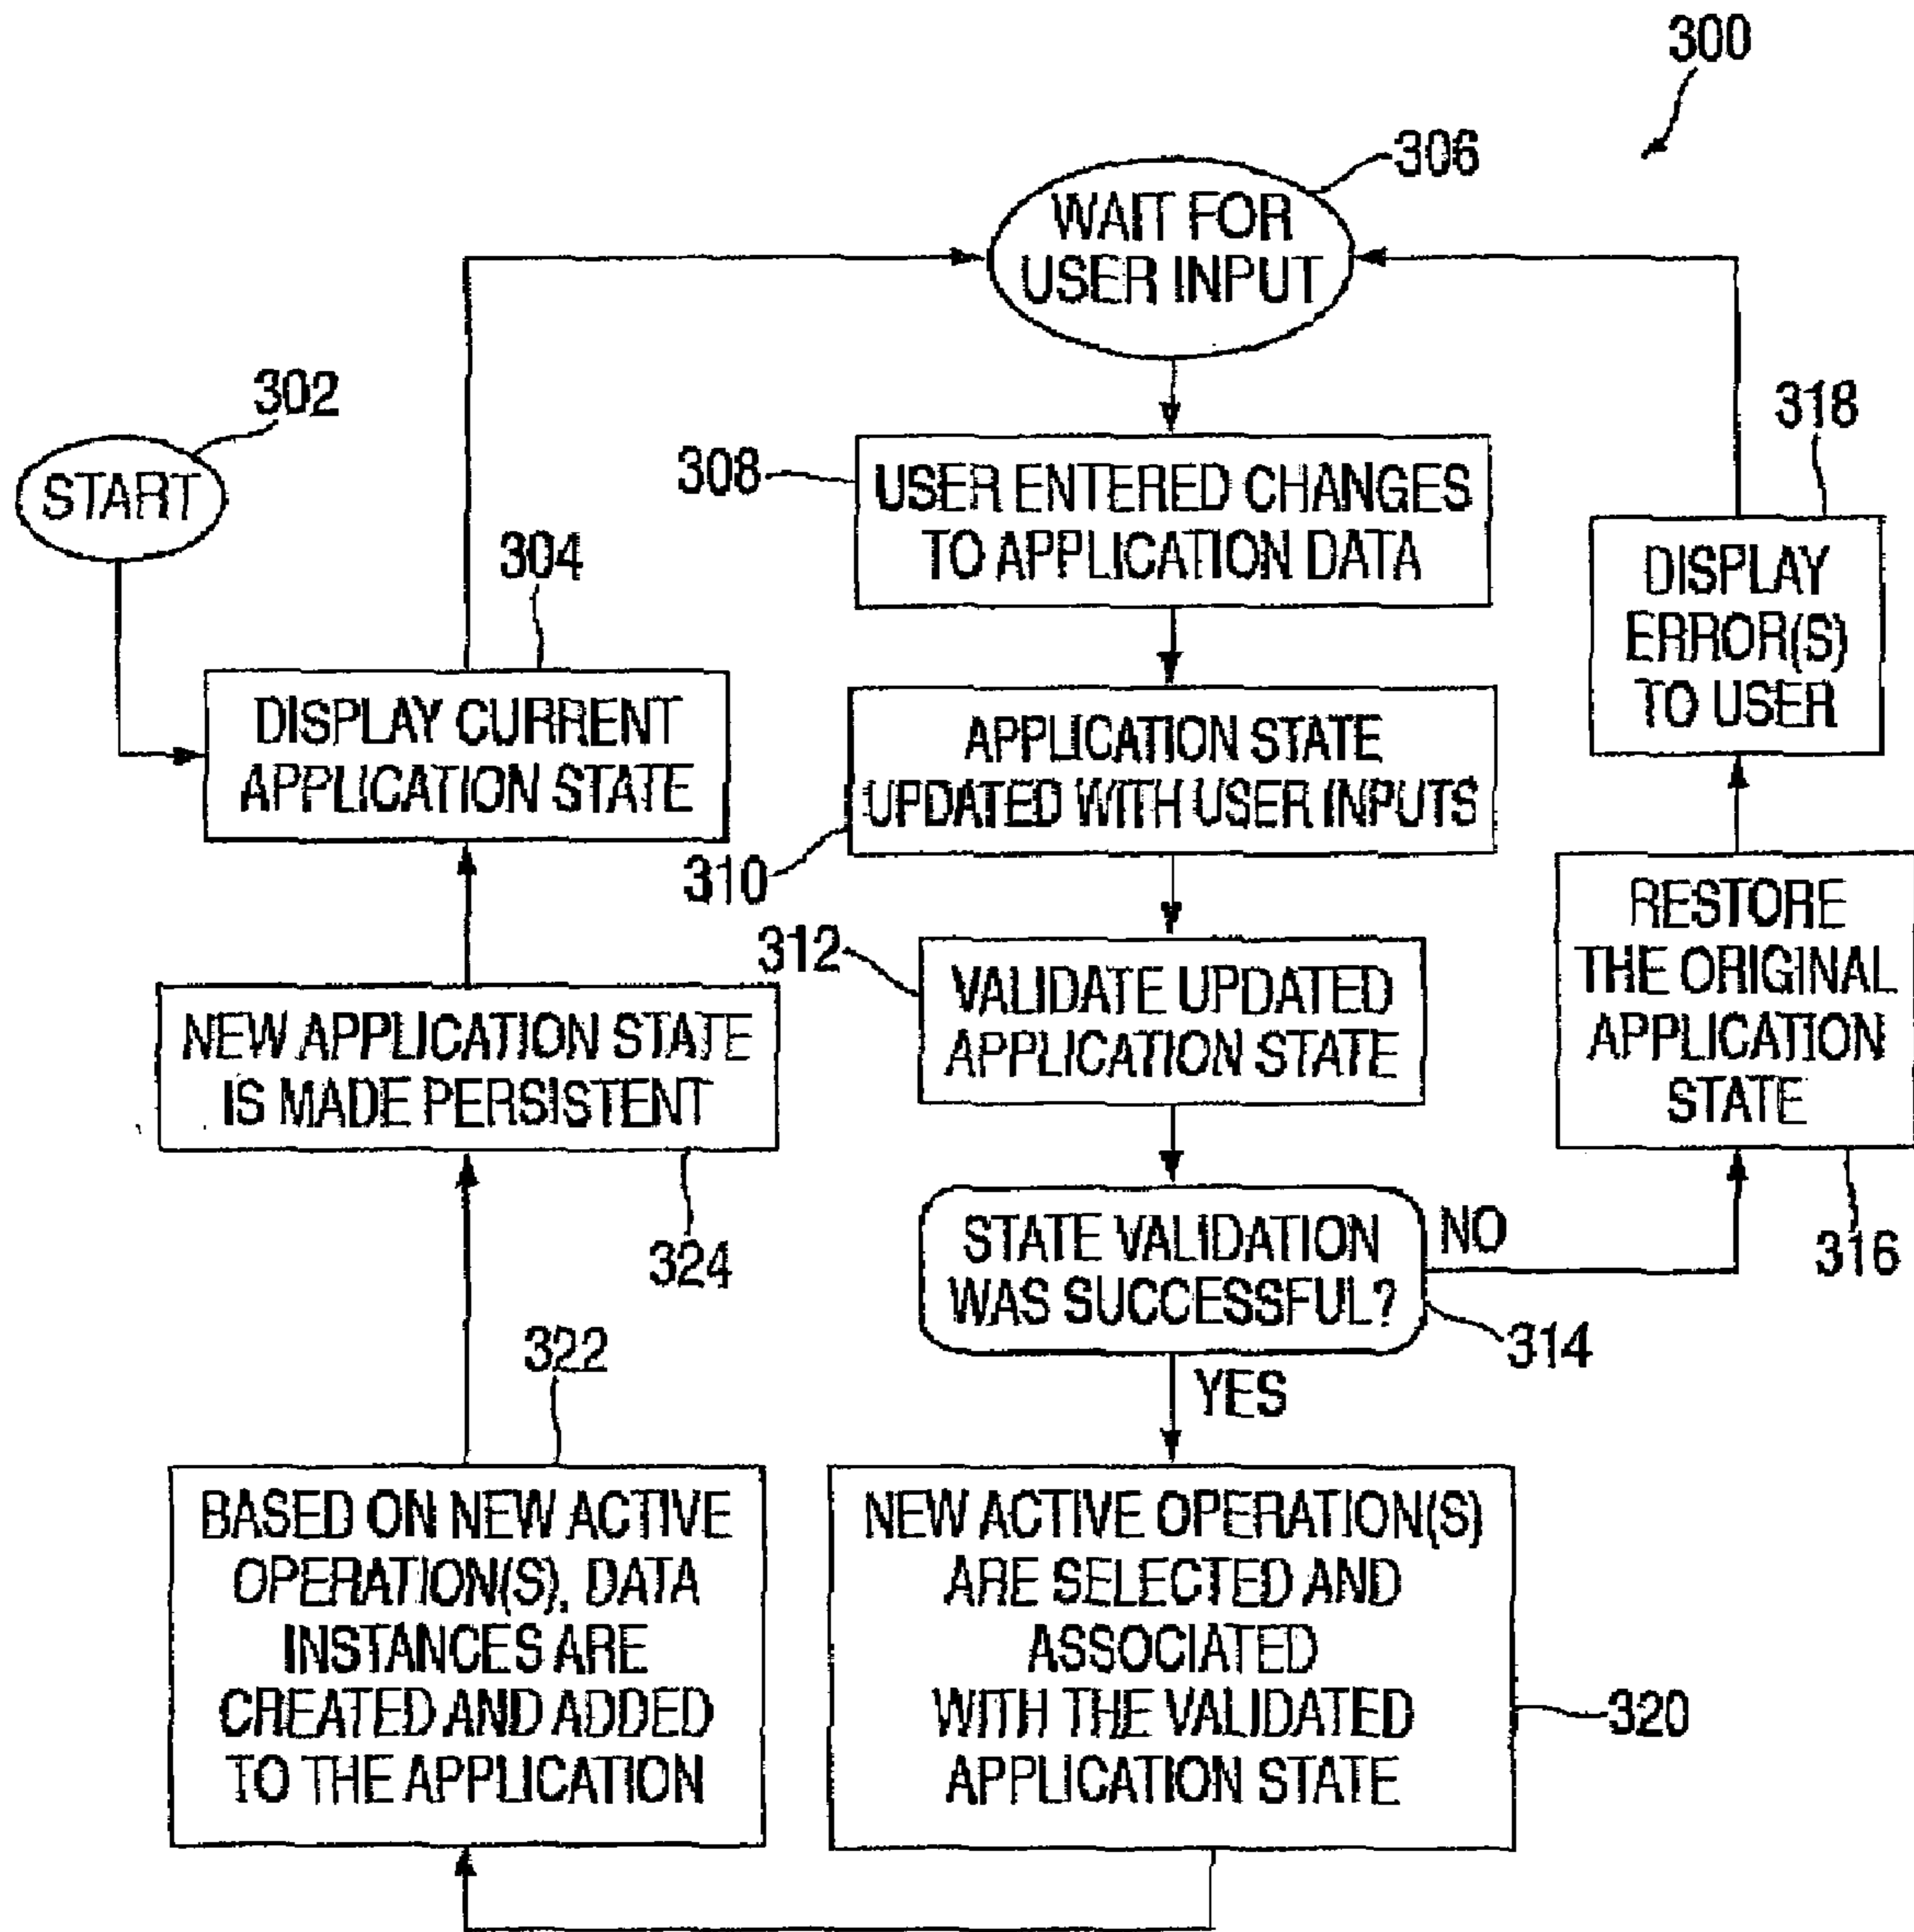 300
306
WAIT FOR
USER INPUT
302
START
308
USER ENTERED CHANGES
TO APPLICATION DATA
318
DISPLAY
ERROR(S)
TO USER
304
DISPLAY CURRENT
APPLICATION STATE
APPLICATION STATE
UPDATED WITH USER INPUTS
310
RESTORE
THE ORIGINAL
APPLICATION
STATE
316
312
VALIDATE UPDATED
APPLICATION STATE
NEW APPLICATION STATE
IS MADE PERSISTENT
324
STATE VALIDATION
WAS SUCCESSFUL?
NO
314
YES
322
BASED ON NEW ACTIVE
OPERATION(S), DATA
INSTANCES ARE
CREATED AND ADDED
TO THE APPLICATION
NEW ACTIVE OPERATION(S)
ARE SELECTED AND
ASSOCIATED
WITH THE VALIDATED
APPLICATION STATE
320